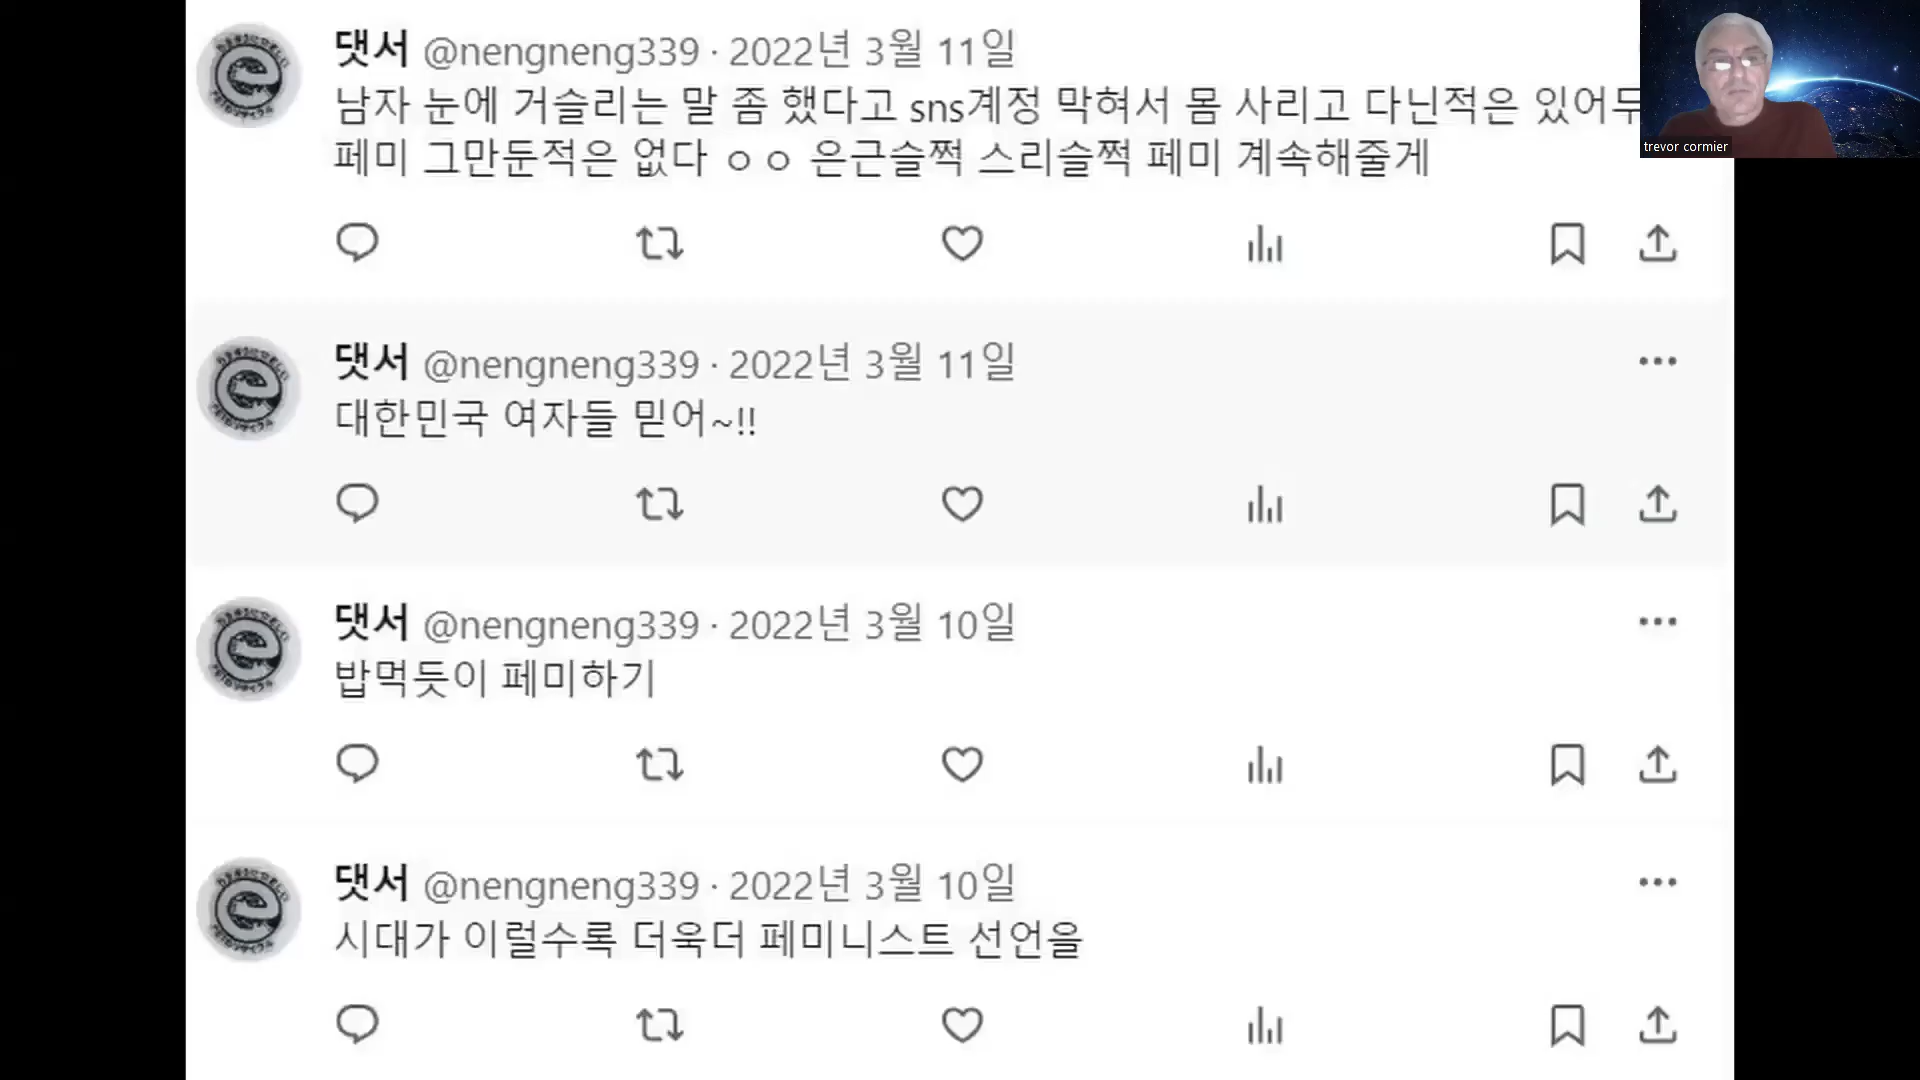 댓서 @nengneng339 · 2022년 3월 11일
남자 눈에 거슬리는 말 좀 했다고 sns계정 막혀서 몸 사리고 다닌적은 있어두
페미 그만둔적은 없다 ㅇㅇ 은근슬쩍 스리슬쩍 페미 계속해줄게
댓서 @nengneng339 · 2022년 3월 11일
대한민국 여자들 믿어~!!
댓서 @nengneng339 · 2022년 3월 10일
밥먹듯이 페미하기
댓서 @nengneng339 · 2022년 3월 10일
시대가 이럴수록 더욱더 페미니스트 선언을
trevor cormier